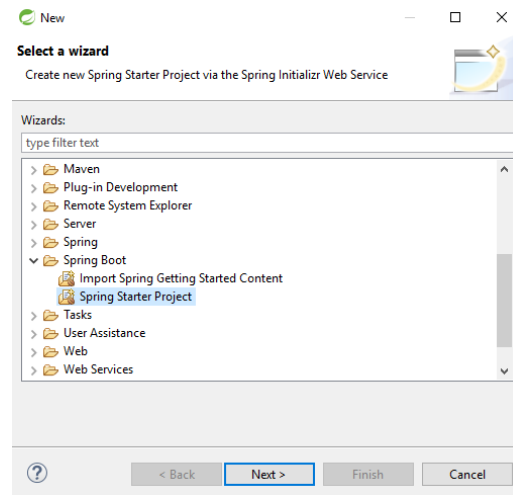 New
Select a wizard
Create new Spring Starter Project via the Spring Initializr Web Service
Wizards:
type filter text
Maven
Plug-in Development
Remote System Explorer
Server
Spring
Spring Boot
Import Spring Getting Started Content
Spring Starter Project
Tasks
User Assistance
Web
Web Services
? < Back Next > Finish Cancel